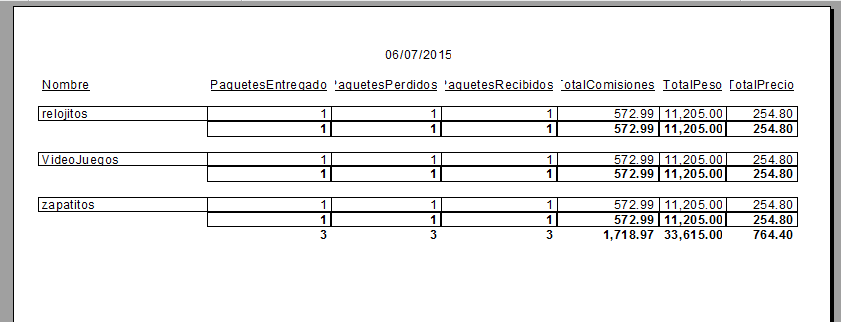 06/07/2015
Nombre PaquetesEntregado PaquetesPerdidos PaquetesRecibidos TotalComisiones TotalPeso TotalPrecio
relojitos 1 1 1 572.99 11,205.00 254.80
1 1 1 572.99 11,205.00 254.80
VideoJuegos 1 1 1 572.99 11,205.00 254.80
1 1 1 572.99 11,205.00 254.80
zapatitos 1 1 1 572.99 11,205.00 254.80
1 1 1 572.99 11,205.00 254.80
3 3 3 1,718.97 33,615.00 764.40